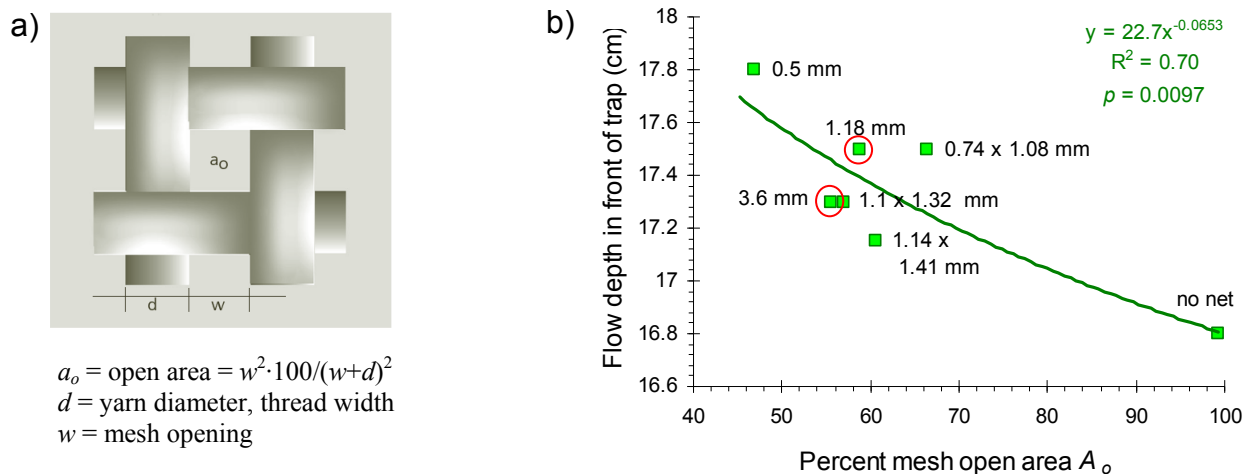 a)
aₒ
d
w
aₒ = open area = w²·100/(w+d)²
d = yarn diameter, thread width
w = mesh opening
b)
Flow depth in front of trap (cm)
18
17.8
17.6
17.4
17.2
17
16.8
16.6
y = 22.7x⁻⁰·⁰⁶⁵³
R² = 0.70
p = 0.0097
0.5 mm
1.18 mm
0.74 x 1.08 mm
3.6 mm
1.1 x 1.32 mm
1.14 x
1.41 mm
no net
40 50 60 70 80 90 100
Percent mesh open area Aₒ